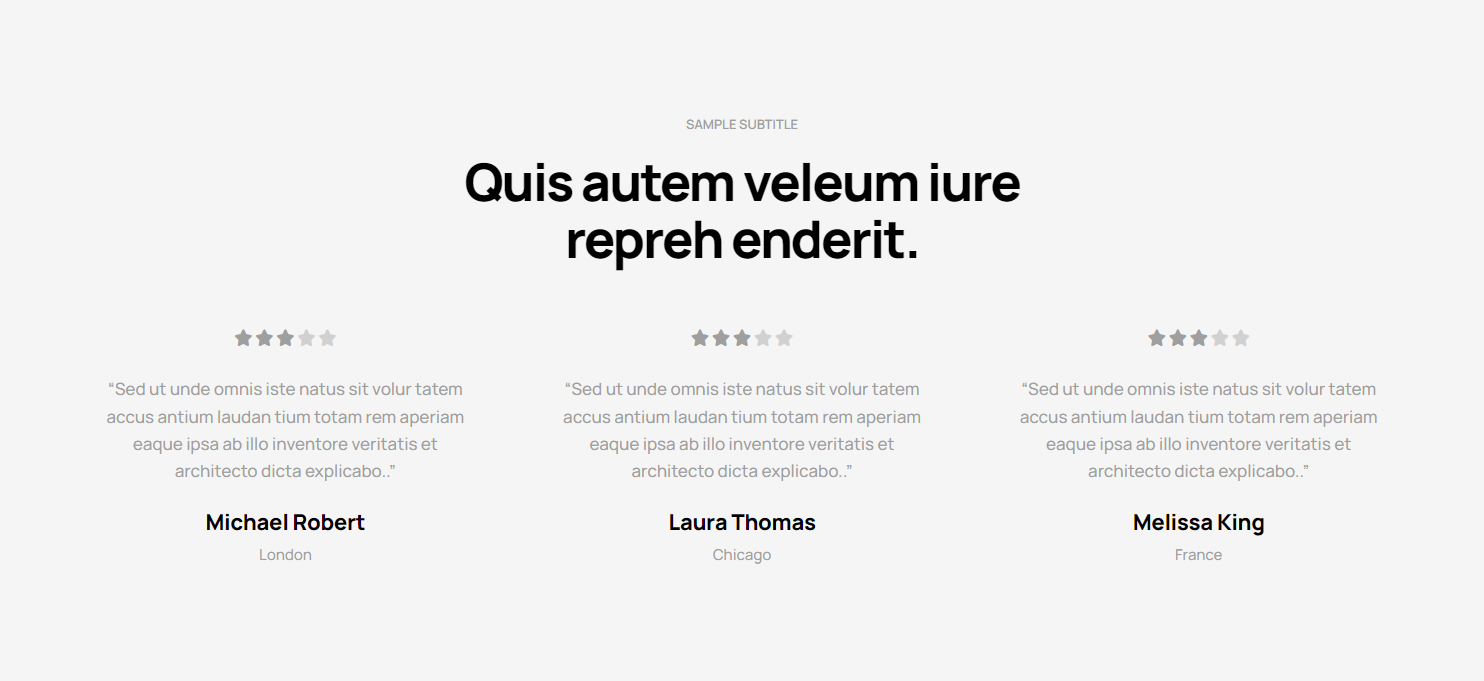 SAMPLE SUBTITLE
Quis autem veleum iure
repreh enderit.
“Sed ut unde omnis iste natus sit volur tatem
accus antium laudan tium totam rem aperiam
eaque ipsa ab illo inventore veritatis et
architecto dicta explicabo..”
Michael Robert
London
“Sed ut unde omnis iste natus sit volur tatem
accus antium laudan tium totam rem aperiam
eaque ipsa ab illo inventore veritatis et
architecto dicta explicabo..”
Laura Thomas
Chicago
“Sed ut unde omnis iste natus sit volur tatem
accus antium laudan tium totam rem aperiam
eaque ipsa ab illo inventore veritatis et
architecto dicta explicabo..”
Melissa King
France